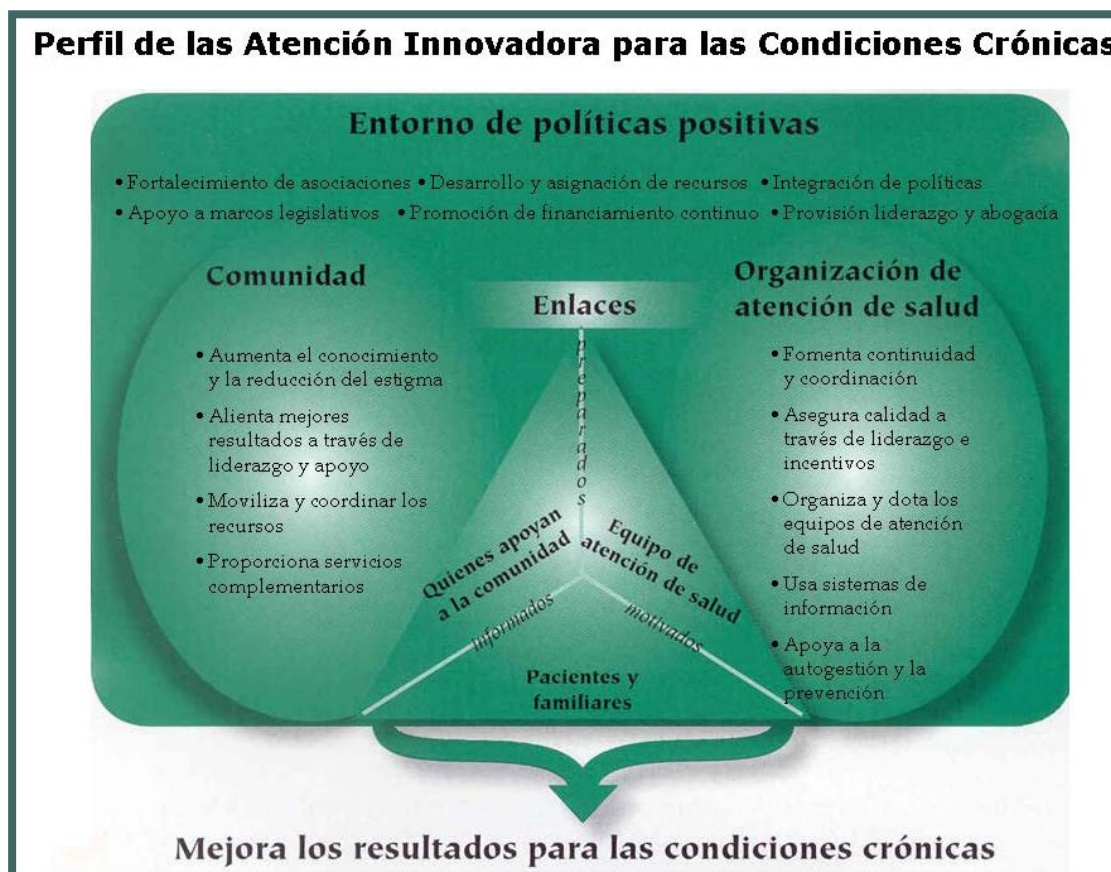 Perfil de las Atención Innovadora para las Condiciones Crónicas
Entorno de políticas positivas
• Fortalecimiento de asociaciones • Desarrollo y asignación de recursos • Integración de políticas
• Apoyo a marcos legislativos • Promoción de financiamiento continuo • Provisión liderazgo y abogacía
Comunidad
• Aumenta el conocimiento
y la reducción del estigma
• Alienta mejores
resultados a través de
liderazgo y apoyo
• Moviliza y coordinar los
recursos
• Proporciona servicios
complementarios
Enlaces
preparados
Quienes apoyan
a la comunidad
informados
Equipo de
atención de salud
motivados
Pacientes y
familiares
Organización de
atención de salud
• Fomenta continuidad
y coordinación
• Asegura calidad a
través de liderazgo e
incentivos
• Organiza y dota los
equipos de atención
de salud
• Usa sistemas de
información
• Apoya a la
autogestión y la
prevención
Mejora los resultados para las condiciones crónicas